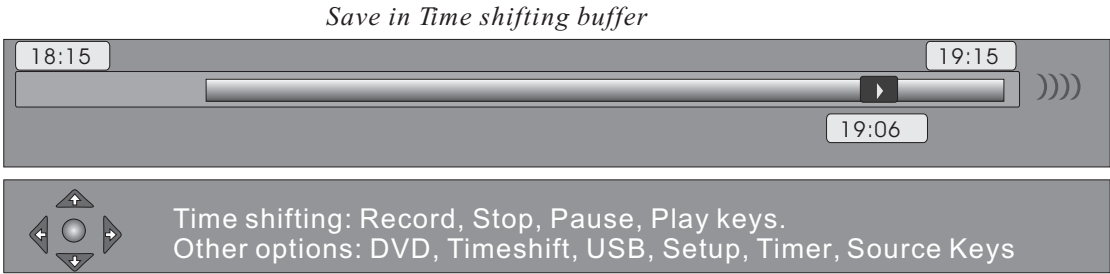 Save in Time shifting buffer
18:15
19:15
19:06
Time shifting: Record, Stop, Pause, Play keys.
Other options: DVD, Timeshift, USB, Setup, Timer, Source Keys